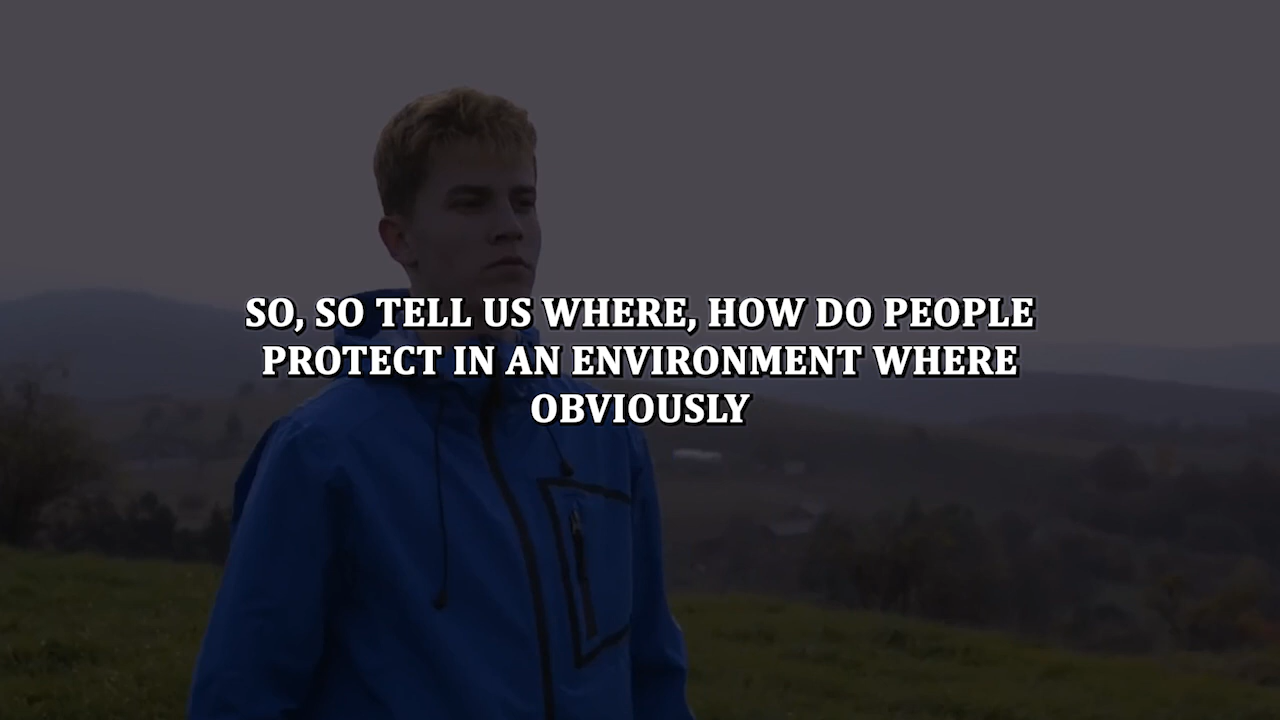 SO, SO TELL US WHERE, HOW DO PEOPLE
PROTECT IN AN ENVIRONMENT WHERE
OBVIOUSLY